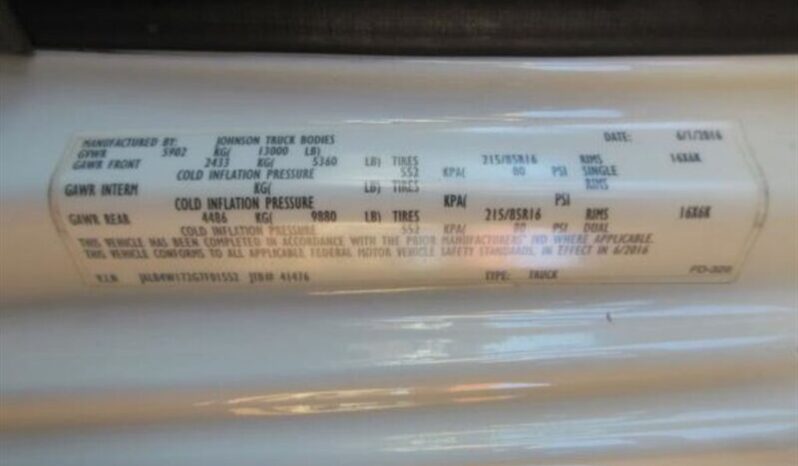 MANUFACTURED BY: JOHNSON TRUCK BODIES DATE: 6/1/2016
GVWR 5902 KG( 13000 LB)
GAWR FRONT 2433 KG( 5360 LB) TIRES 215/85R16 RIMS 16X6K
COLD INFLATION PRESSURE 552 KPA( 80 PSI SINGLE
GAWR INTERM KG( LB) TIRES RIMS
COLD INFLATION PRESSURE KPA( PSI
GAWR REAR 4486 KG( 9880 LB) TIRES 215/85R16 RIMS 16X6K
COLD INFLATION PRESSURE 552 KPA( 80 PSI DUAL
THIS VEHICLE HAS BEEN COMPLETED IN ACCORDANCE WITH THE PRIOR MANUFACTURERS' IVD WHERE APPLICABLE.
THIS VEHICLE CONFORMS TO ALL APPLICABLE FEDERAL MOTOR VEHICLE SAFETY STANDARDS, IN EFFECT IN 6/2016
V.I.N JALB4W172G7F01552 JTB# 41476 TYPE: TRUCK